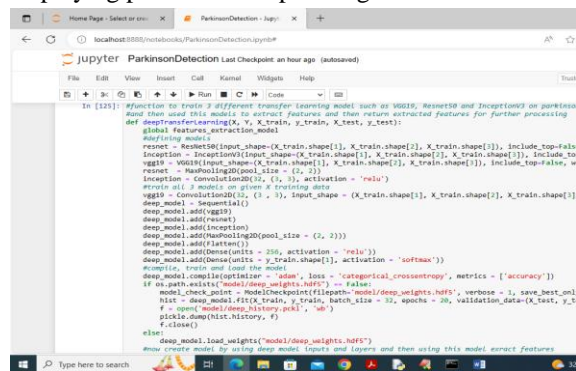 Home Page - Select or cre
ParkinsonDetection - Jupyt
localhost:8888/notebooks/ParkinsonDetection.ipynb#
jupyter ParkinsonDetection Last Checkpoint: an hour ago (autosaved)
File Edit View Insert Cell Kernel Widgets Help
Run Code
In [125]: #function to train 3 different transfer Learning model such as VGG19, ResNet50 and InceptionV3 on parkinso
#and then used this models to extract features and then return extracted features for further processing
def deepTransferLearning(X, Y, X_train, y_train, X_test, y_test):
global features_extraction_model
#defining models
resnet = ResNet50(input_shape=(X_train.shape[1], X_train.shape[2], X_train.shape[3]), include_top=Fals
inception = InceptionV3(input_shape=(X_train.shape[1], X_train.shape[2], X_train.shape[3]), include_to
vgg19 = VGG19(input_shape=(X_train.shape[1], X_train.shape[2], X_train.shape[3]), include_top=False, w
resnet = MaxPooling2D(pool_size = (2, 2))
inception = Convolution2D(32, (3, 3), activation = 'relu')
#train all 3 models on given X training data
vgg19 = Convolution2D(32, (3 , 3), input_shape = (X_train.shape[1], X_train.shape[2], X_train.shape[3]
deep_model = Sequential()
deep_model.add(vgg19)
deep_model.add(resnet)
deep_model.add(inception)
deep_model.add(MaxPooling2D(pool_size = (2, 2)))
deep_model.add(Flatten())
deep_model.add(Dense(units = 256, activation = 'relu'))
deep_model.add(Dense(units = y_train.shape[1], activation = 'softmax'))
#compile, train and load the model
deep_model.compile(optimizer = 'adam', loss = 'categorical_crossentropy', metrics = ['accuracy'])
if os.path.exists("model/deep_weights.hdf5") == False:
model_check_point = ModelCheckpoint(filepath='model/deep_weights.hdf5', verbose = 1, save_best_onl
hist = deep_model.fit(X_train, y_train, batch_size = 32, epochs = 20, validation_data=(X_test, y_t
f = open('model/deep_history.pckl', 'wb')
pickle.dump(hist.history, f)
f.close()
else:
deep_model.load_weights("model/deep_weights.hdf5")
#now create model by using deep model inputs and layers and then using this model exract features
Type here to search